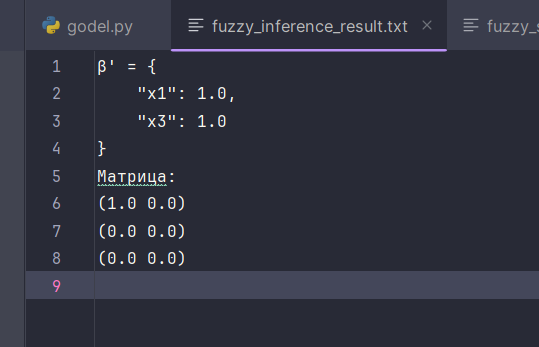 godel.py fuzzy_inference_result.txt fuzzy_s
1 β' = {
2 "x1": 1.0,
3 "x3": 1.0
4 }
5 Матрица:
6 (1.0 0.0)
7 (0.0 0.0)
8 (0.0 0.0)
9